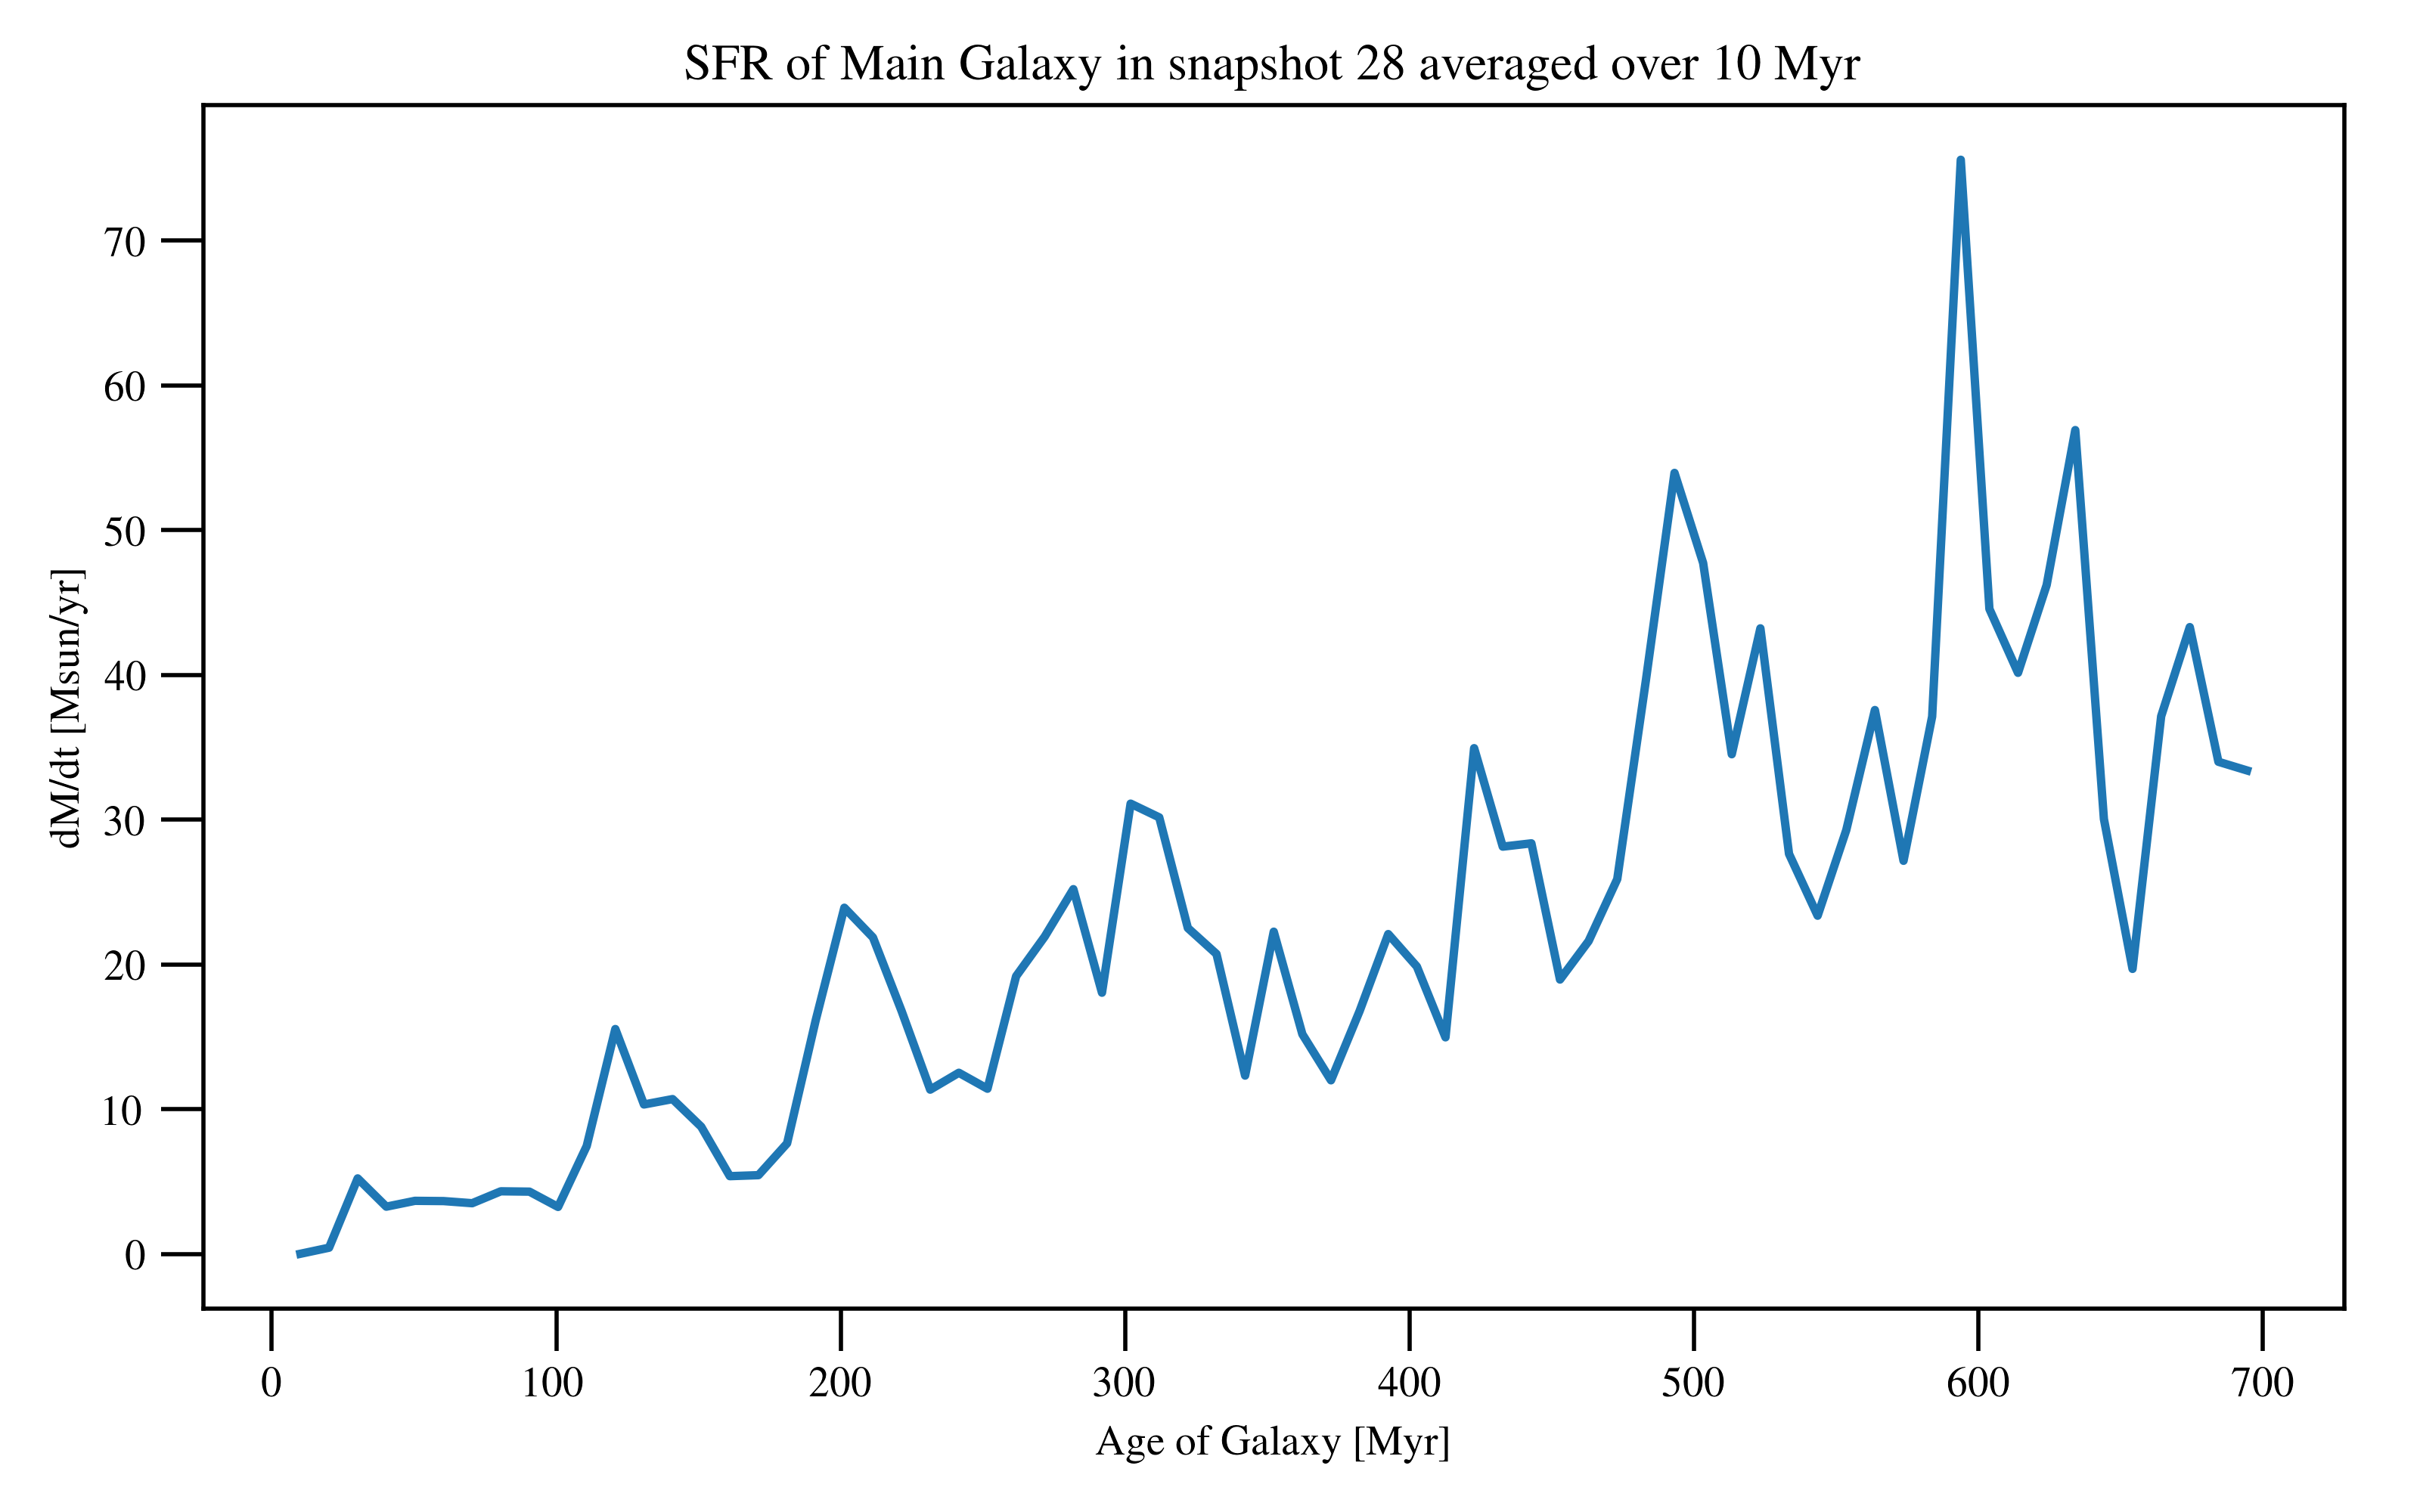 SFR of Main Galaxy in snapshot 28 averaged over 10 Myr
dM/dt [Msun/yr]
70
60
50
40
30
20
10
0
0 100 200 300 400 500 600 700
Age of Galaxy [Myr]